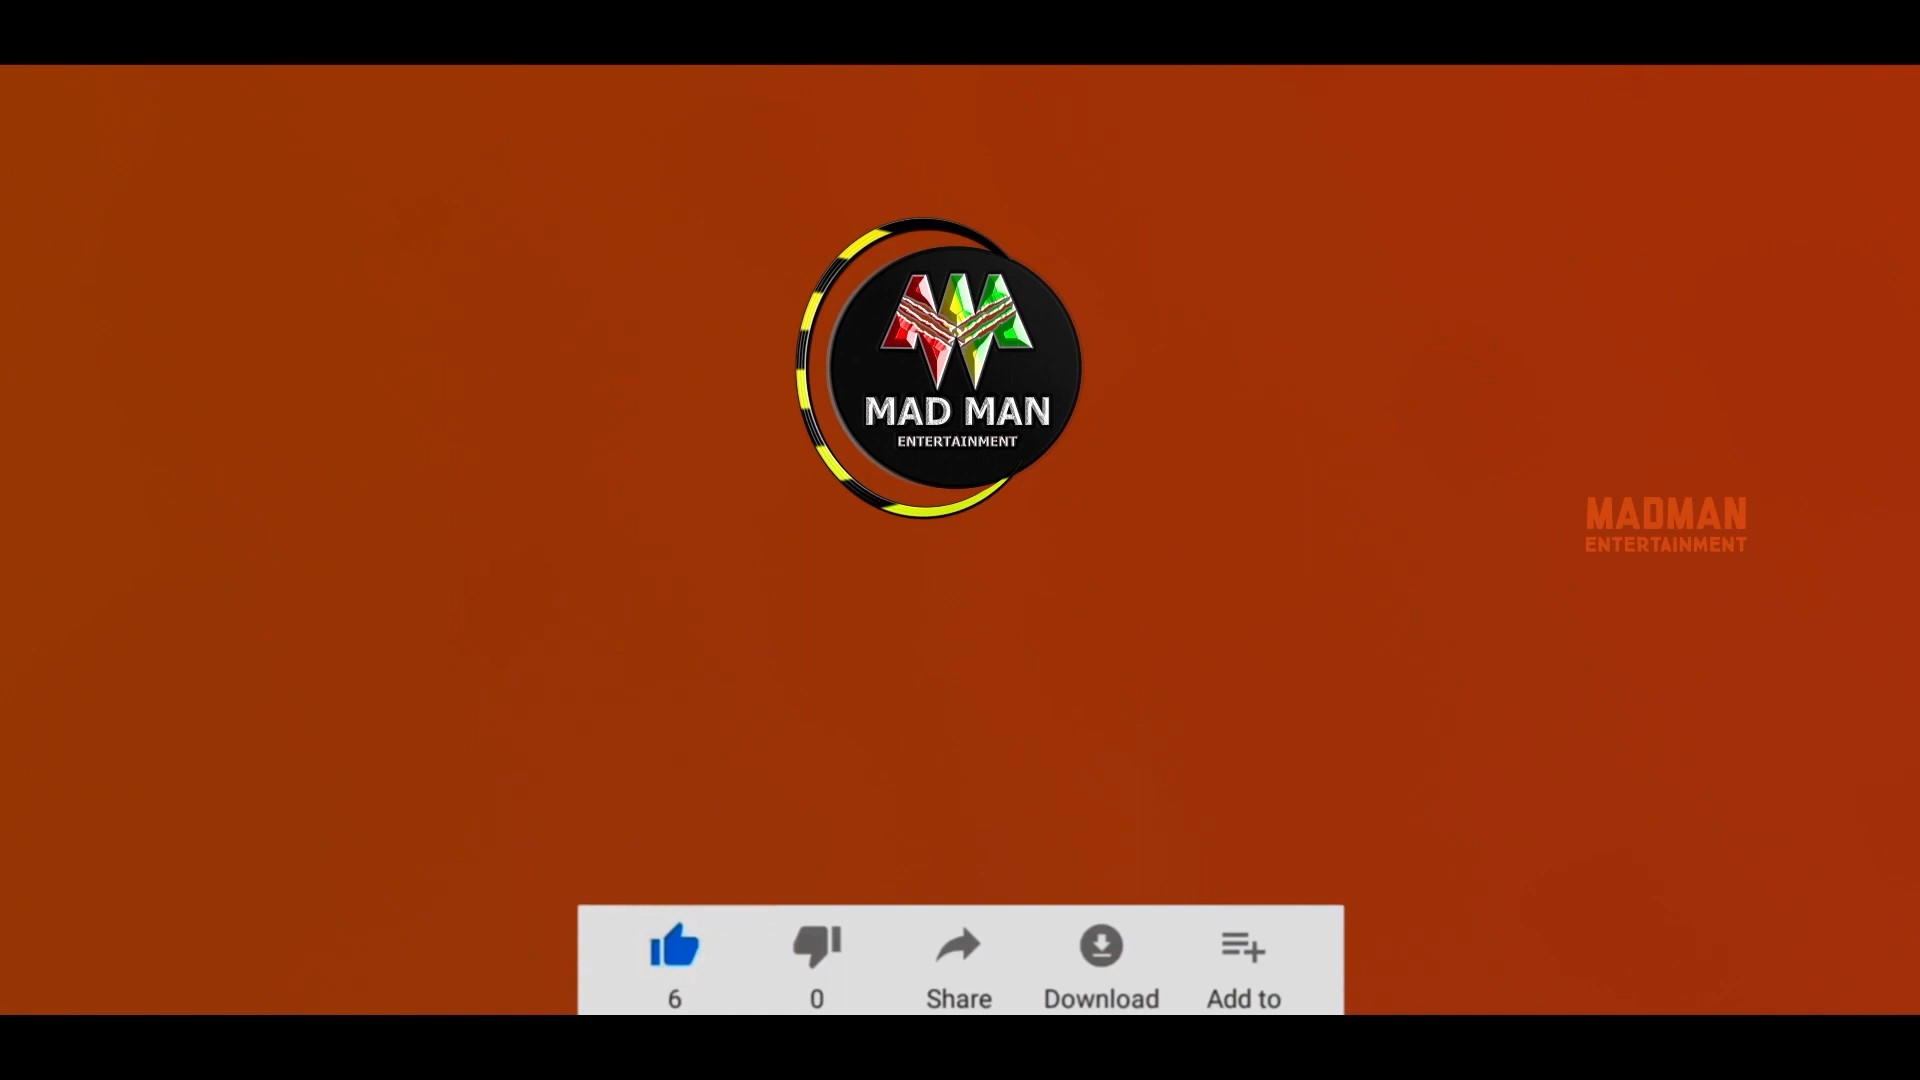 MAD MAN
ENTERTAINMENT
MADMAN
ENTERTAINMENT
6
0
Share
Download
Add to